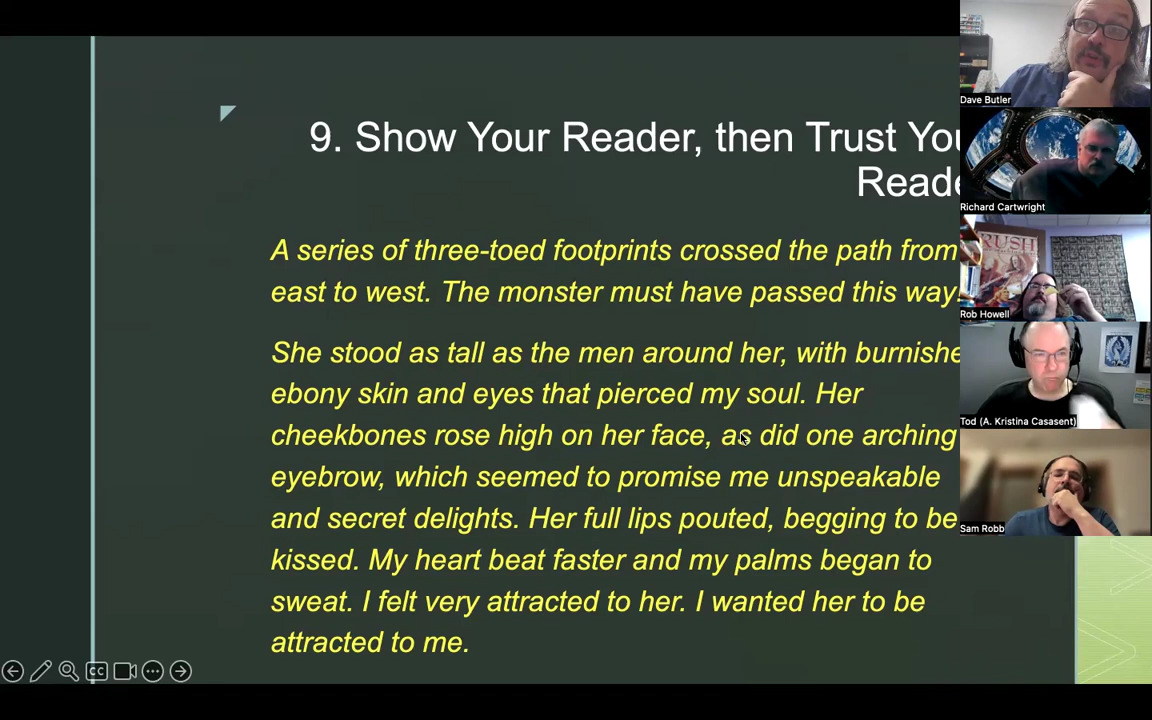 9. Show Your Reader, then Trust You
Reade
A series of three-toed footprints crossed the path from
east to west. The monster must have passed this way.
She stood as tall as the men around her, with burnishe
ebony skin and eyes that pierced my soul. Her
cheekbones rose high on her face, as did one arching
eyebrow, which seemed to promise me unspeakable
and secret delights. Her full lips pouted, begging to be
kissed. My heart beat faster and my palms began to
sweat. I felt very attracted to her. I wanted her to be
attracted to me.
Dave Butler
Richard Cartwright
RUSH
Rob Howell
Tod (A. Kristina Casasent)
Sam Robb
CC